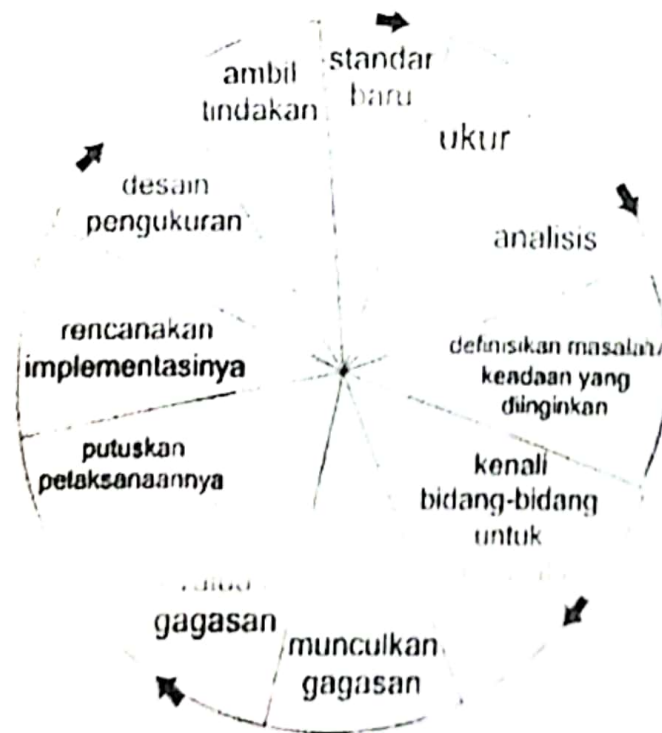 standar
baru
ukur
analisis
definisikan masalah/
keadaan yang
diinginkan
kenali
bidang-bidang
untuk
munculkan
gagasan
gagasan
putuskan
pelaksanaannya
rencanakan
implementasinya
desain
pengukuran
ambil
tindakan